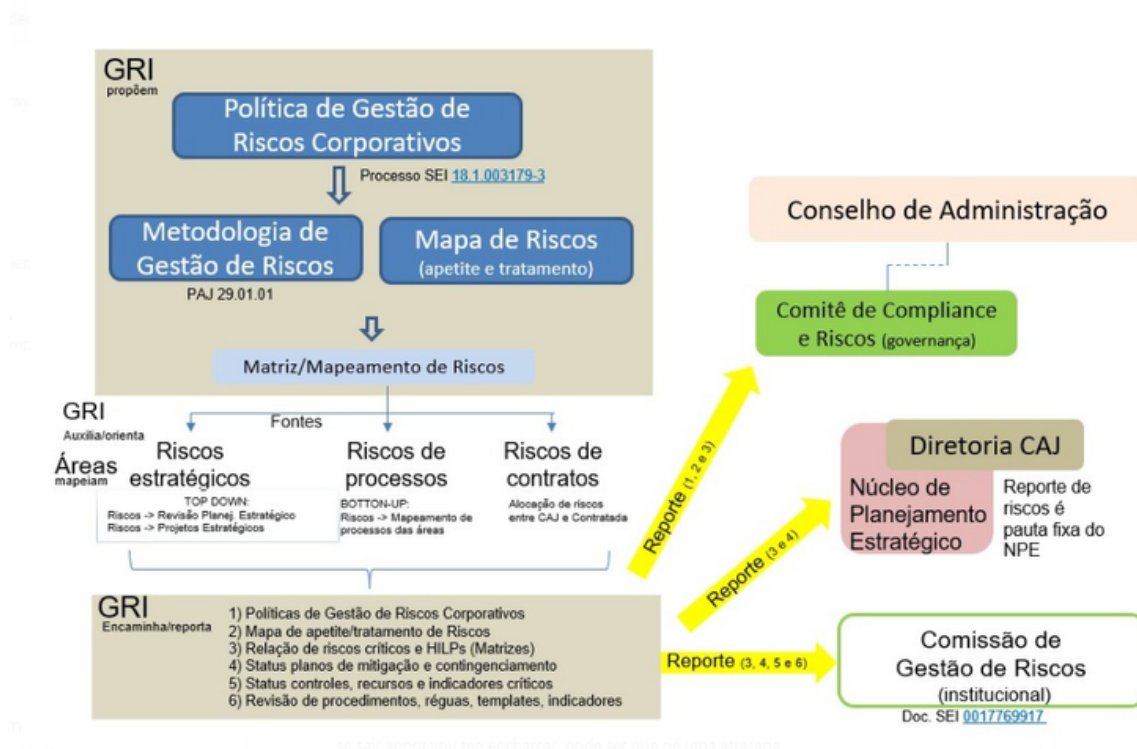 GRI
propõem
Política de Gestão de
Riscos Corporativos
Processo SEI 18.1.003179-3
Metodologia de
Gestão de Riscos
PAJ 29.01.01
Mapa de Riscos
(apetite e tratamento)
Matriz/Mapeamento de Riscos
GRI
Auxilia/orienta
Áreas
mapeiam
Fontes
Riscos
estratégicos
TOP DOWN:
Riscos -> Revisão Planej. Estratégico
Riscos -> Projetos Estratégicos
Riscos de
processos
BOTTON-UP:
Riscos -> Mapeamento de
processos das áreas
Riscos de
contratos
Alocação de riscos
entre CAJ e Contratada
GRI
Encaminha/reporta
1) Políticas de Gestão de Riscos Corporativos
2) Mapa de apetite/tratamento de Riscos
3) Relação de riscos críticos e HILPs (Matrizes)
4) Status planos de mitigação e contingenciamento
5) Status controles, recursos e indicadores críticos
6) Revisão de procedimentos, réguas, templates, indicadores
Reporte (1, 2 e 3)
Reporte (3 e 4)
Reporte (3, 4, 5 e 6)
Conselho de Administração
Comitê de Compliance
e Riscos (governança)
Diretoria CAJ
Núcleo de
Planejamento
Estratégico
Reporte de
riscos é
pauta fixa do
NPE
Comissão de
Gestão de Riscos
(institucional)
Doc. SEI 0017769917